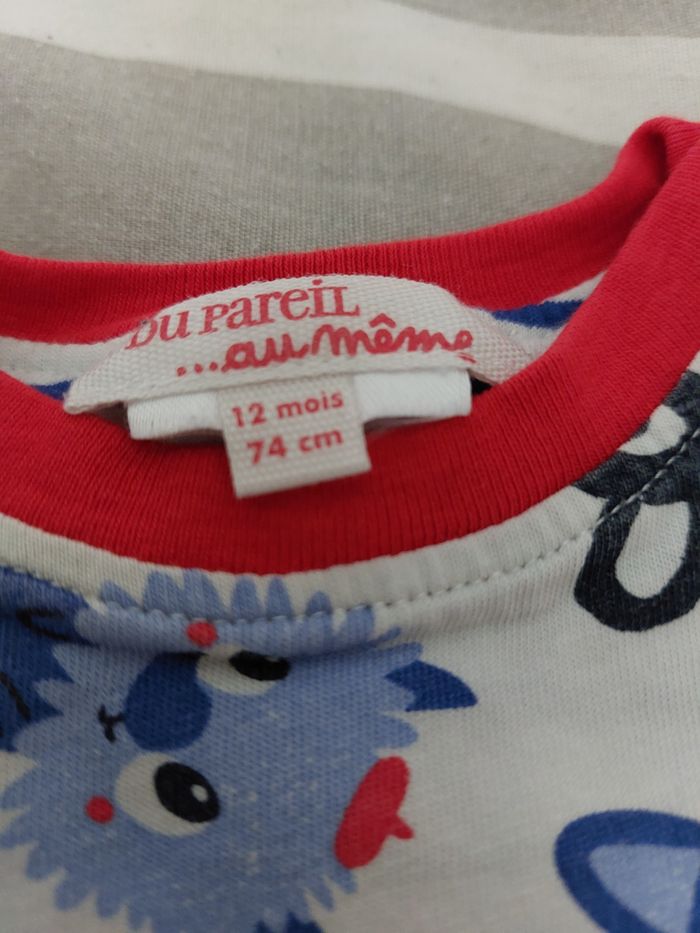 DU PAREIL
...au même
12 mois
74 cm